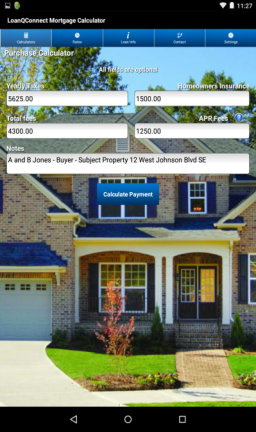 11:27
LoanQConnect Mortgage Calculator
Calculators Notes Loan Info Contact Settings
Purchase Calculator
All fields are optional
Yearly Taxes Homeowners Insuranc
5625.00 1500.00
Total fees APR Fees
4300.00 1250.00
Notes
A and B Jones - Buyer - Subject Property 12 West Johnson Blvd SE
Calculate Payment